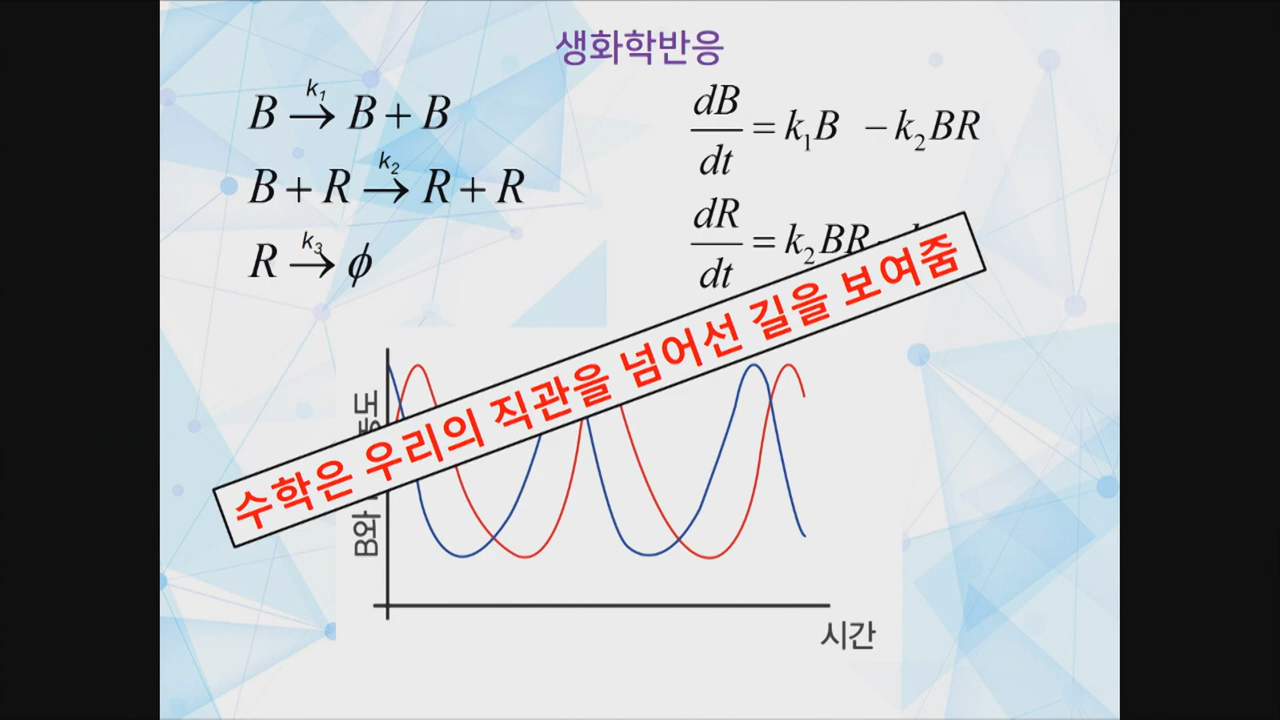 생화학반응
B →k₁ B + B
B + R →k₂ R + R
R →k₃ ϕ
dB/dt = k₁B − k₂BR
dR/dt = k₂BR
수학은 우리의 직관을 넘어선 길을 보여줌
B와
시간